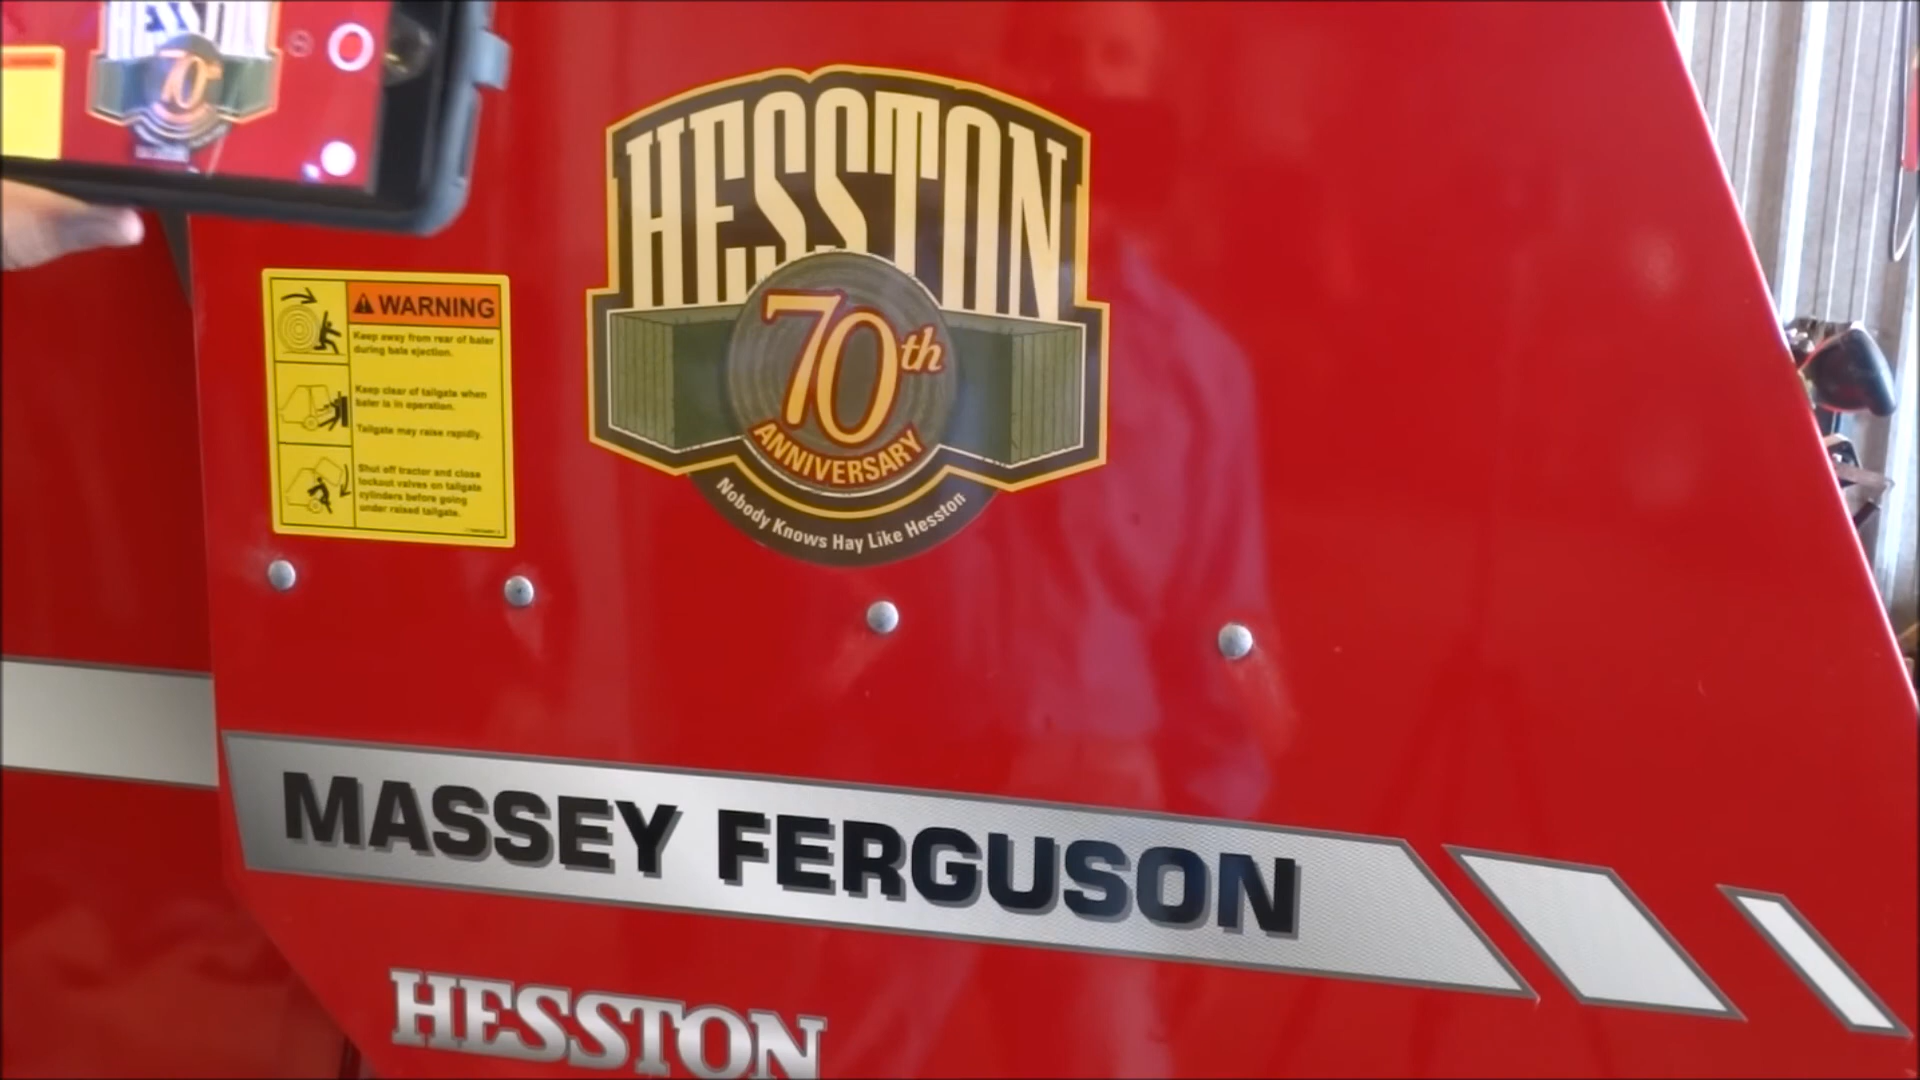 HESSTON
70th
HESSTON
70th
ANNIVERSARY
Nobody Knows Hay Like Hesston
WARNING
Keep away from rear of baler
during bale ejection.
Keep clear of tailgate when
baler is in operation.
Tailgate may raise rapidly.
Shut off tractor and close
lockout valves on tailgate
cylinders before going
under raised tailgate.
MASSEY FERGUSON
HESSTON